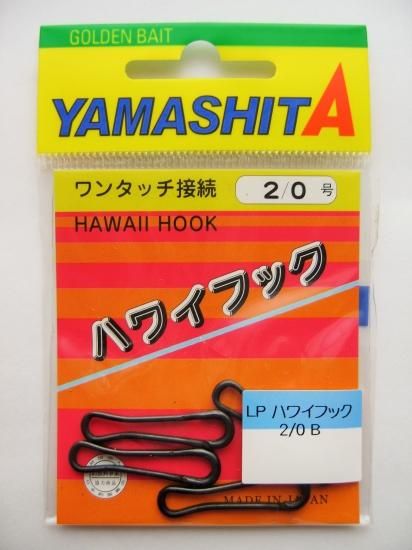 GOLDEN BAIT
YAMASHITA
ワンタッチ接続
2/0 号
HAWAII HOOK
ハワイフック
LP ハワイフック
2/0 B
MADE IN JAPAN